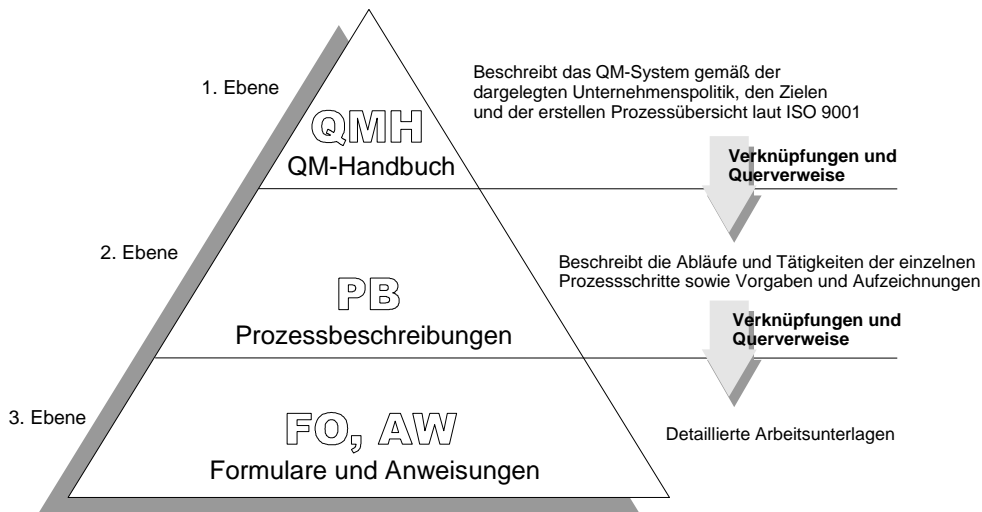 1. Ebene
QMH
QM-Handbuch
Beschreibt das QM-System gemäß der
dargelegten Unternehmenspolitik, den Zielen
und der erstellen Prozessübersicht laut ISO 9001
Verknüpfungen und
Querverweise
2. Ebene
PB
Prozessbeschreibungen
Beschreibt die Abläufe und Tätigkeiten der einzelnen
Prozessschritte sowie Vorgaben und Aufzeichnungen
Verknüpfungen und
Querverweise
3. Ebene
FO, AW
Formulare und Anweisungen
Detaillierte Arbeitsunterlagen